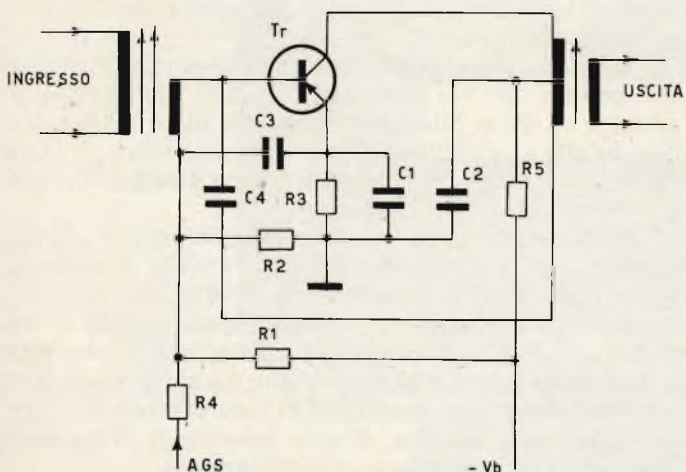 Tr
INGRESSO
USCITA
C3
C1
C2
R5
C4
R3
R2
R1
R4
AGS
- Vb